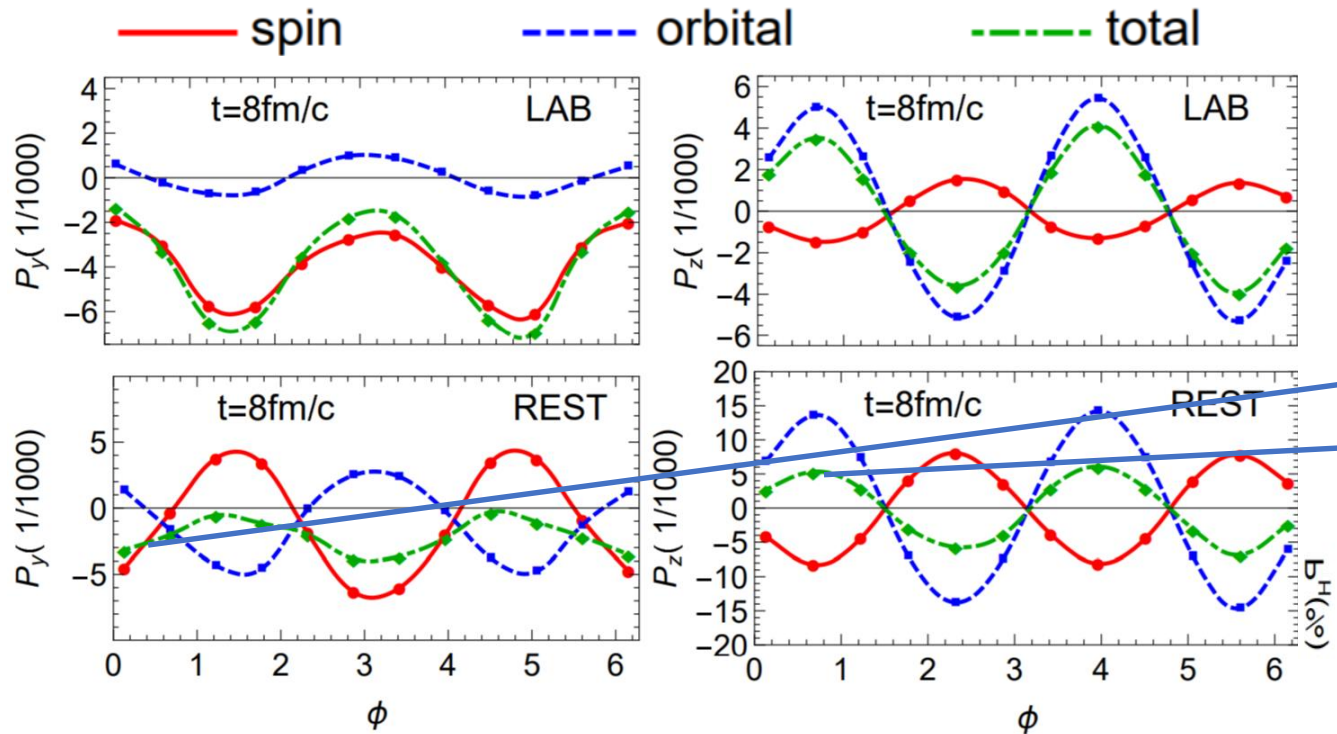 spin orbital total
t=8fm/c LAB
P_y( 1/1000)
4
2
0
−2
−4
−6
t=8fm/c LAB
P_z( 1/1000)
6
4
2
0
−2
−4
−6
t=8fm/c REST
P_y( 1/1000)
5
0
−5
0 1 2 3 4 5 6
ϕ
t=8fm/c REST
P_z( 1/1000)
20
15
10
5
0
−5
−10
−15
−20
0 1 2 3 4 5 6
ϕ
P_H(%)